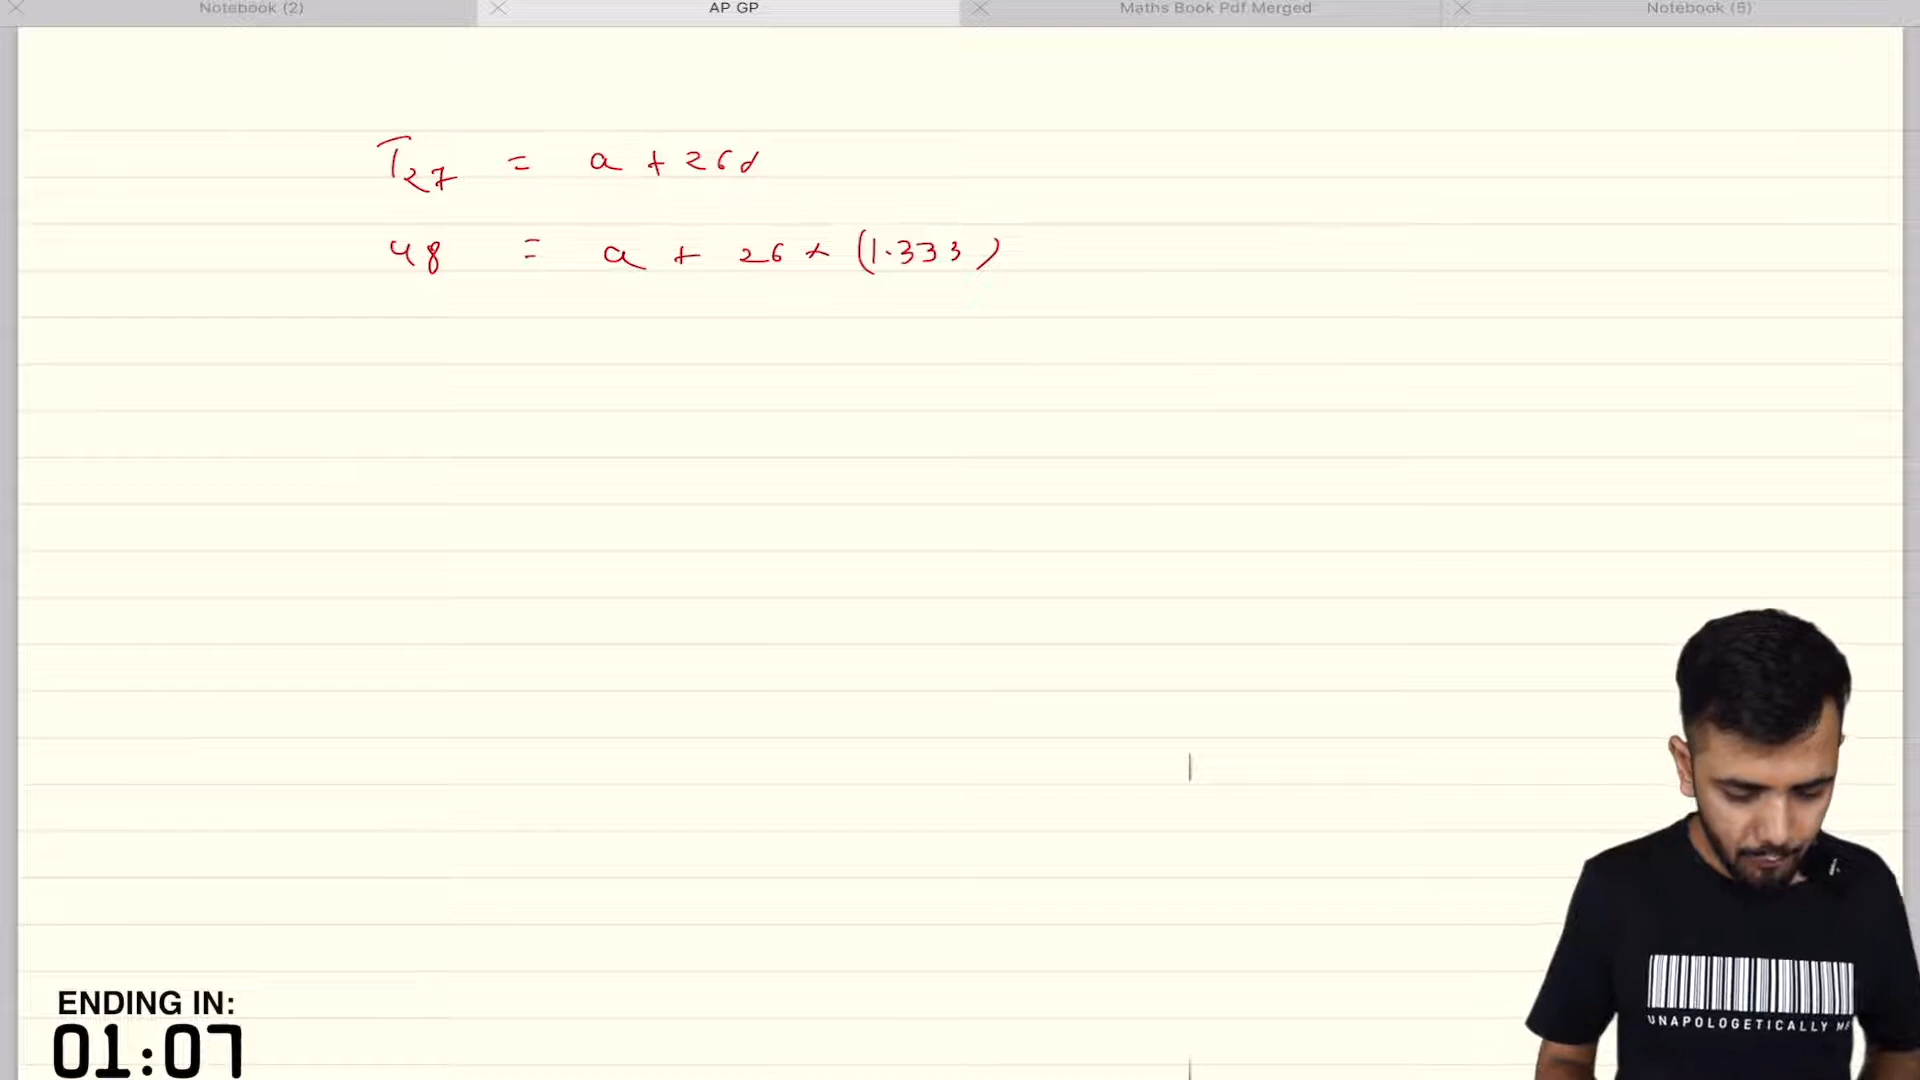 Notebook (2)
AP GP
Maths Book Pdf Merged
Notebook (5)
T₂₇ = a + 26d
48 = a + 26 × (1.333)
ENDING IN:
01:07
UNAPOLOGETICALLY